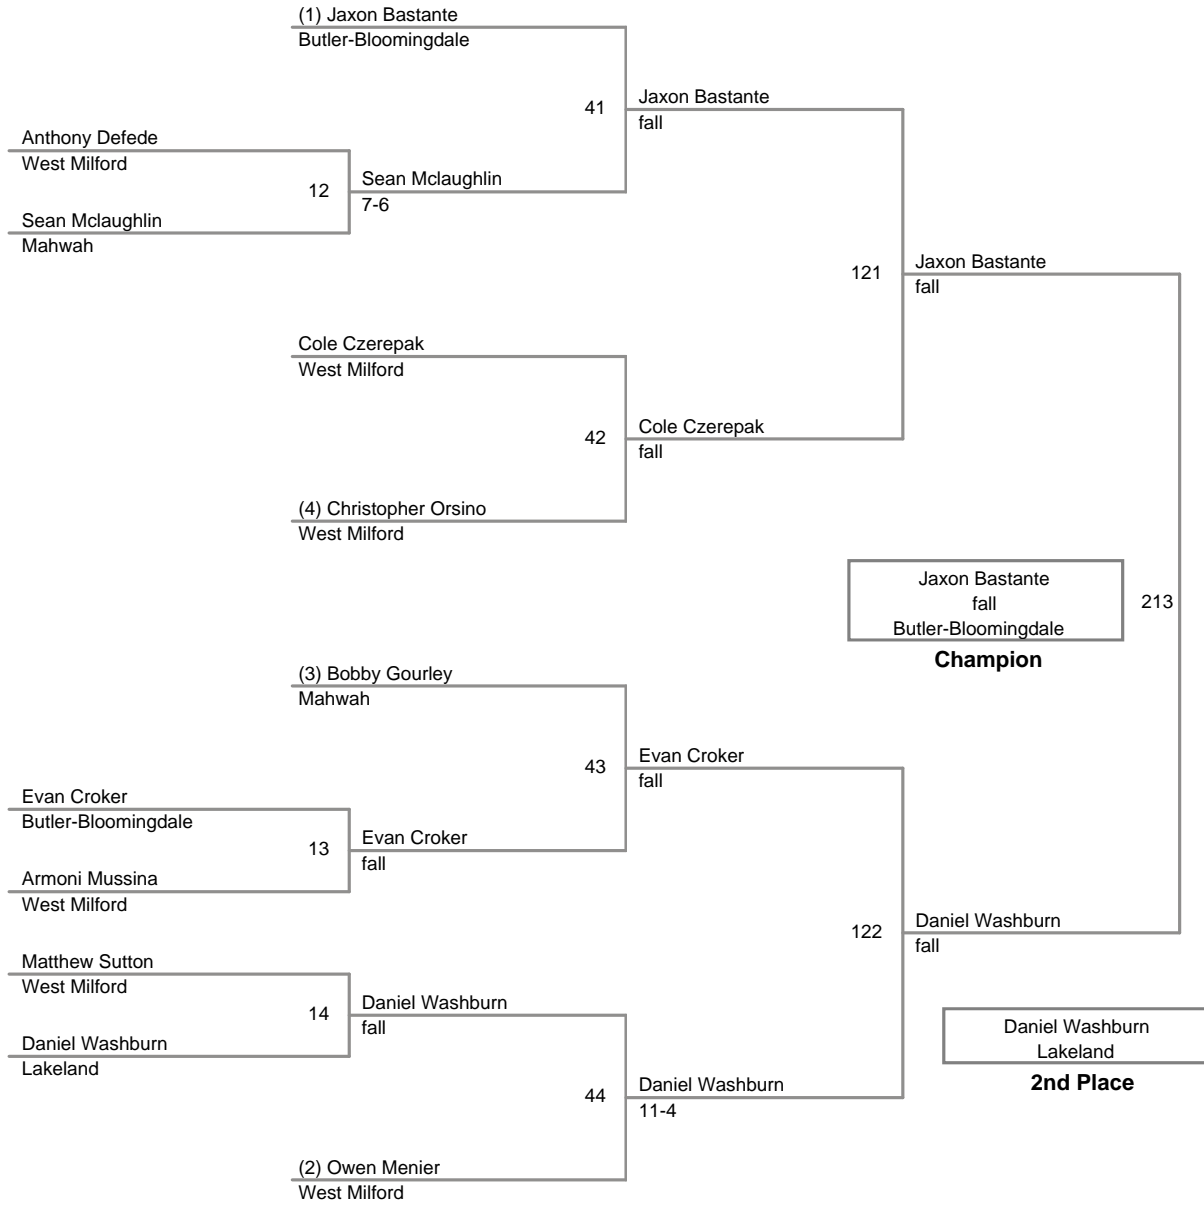 (1) Jaxon Bastante
Butler-Bloomingdale
41
Jaxon Bastante
fall
Anthony Defede
West Milford
12
Sean Mclaughlin
7-6
Sean Mclaughlin
Mahwah
121
Jaxon Bastante
fall
Cole Czerepak
West Milford
42
Cole Czerepak
fall
(4) Christopher Orsino
West Milford
Jaxon Bastante
fall
Butler-Bloomingdale
213
Champion
(3) Bobby Gourley
Mahwah
43
Evan Croker
fall
Evan Croker
Butler-Bloomingdale
13
Evan Croker
fall
Armoni Mussina
West Milford
122
Daniel Washburn
fall
Matthew Sutton
West Milford
14
Daniel Washburn
fall
Daniel Washburn
Lakeland
Daniel Washburn
Lakeland
2nd Place
44
Daniel Washburn
11-4
(2) Owen Menier
West Milford